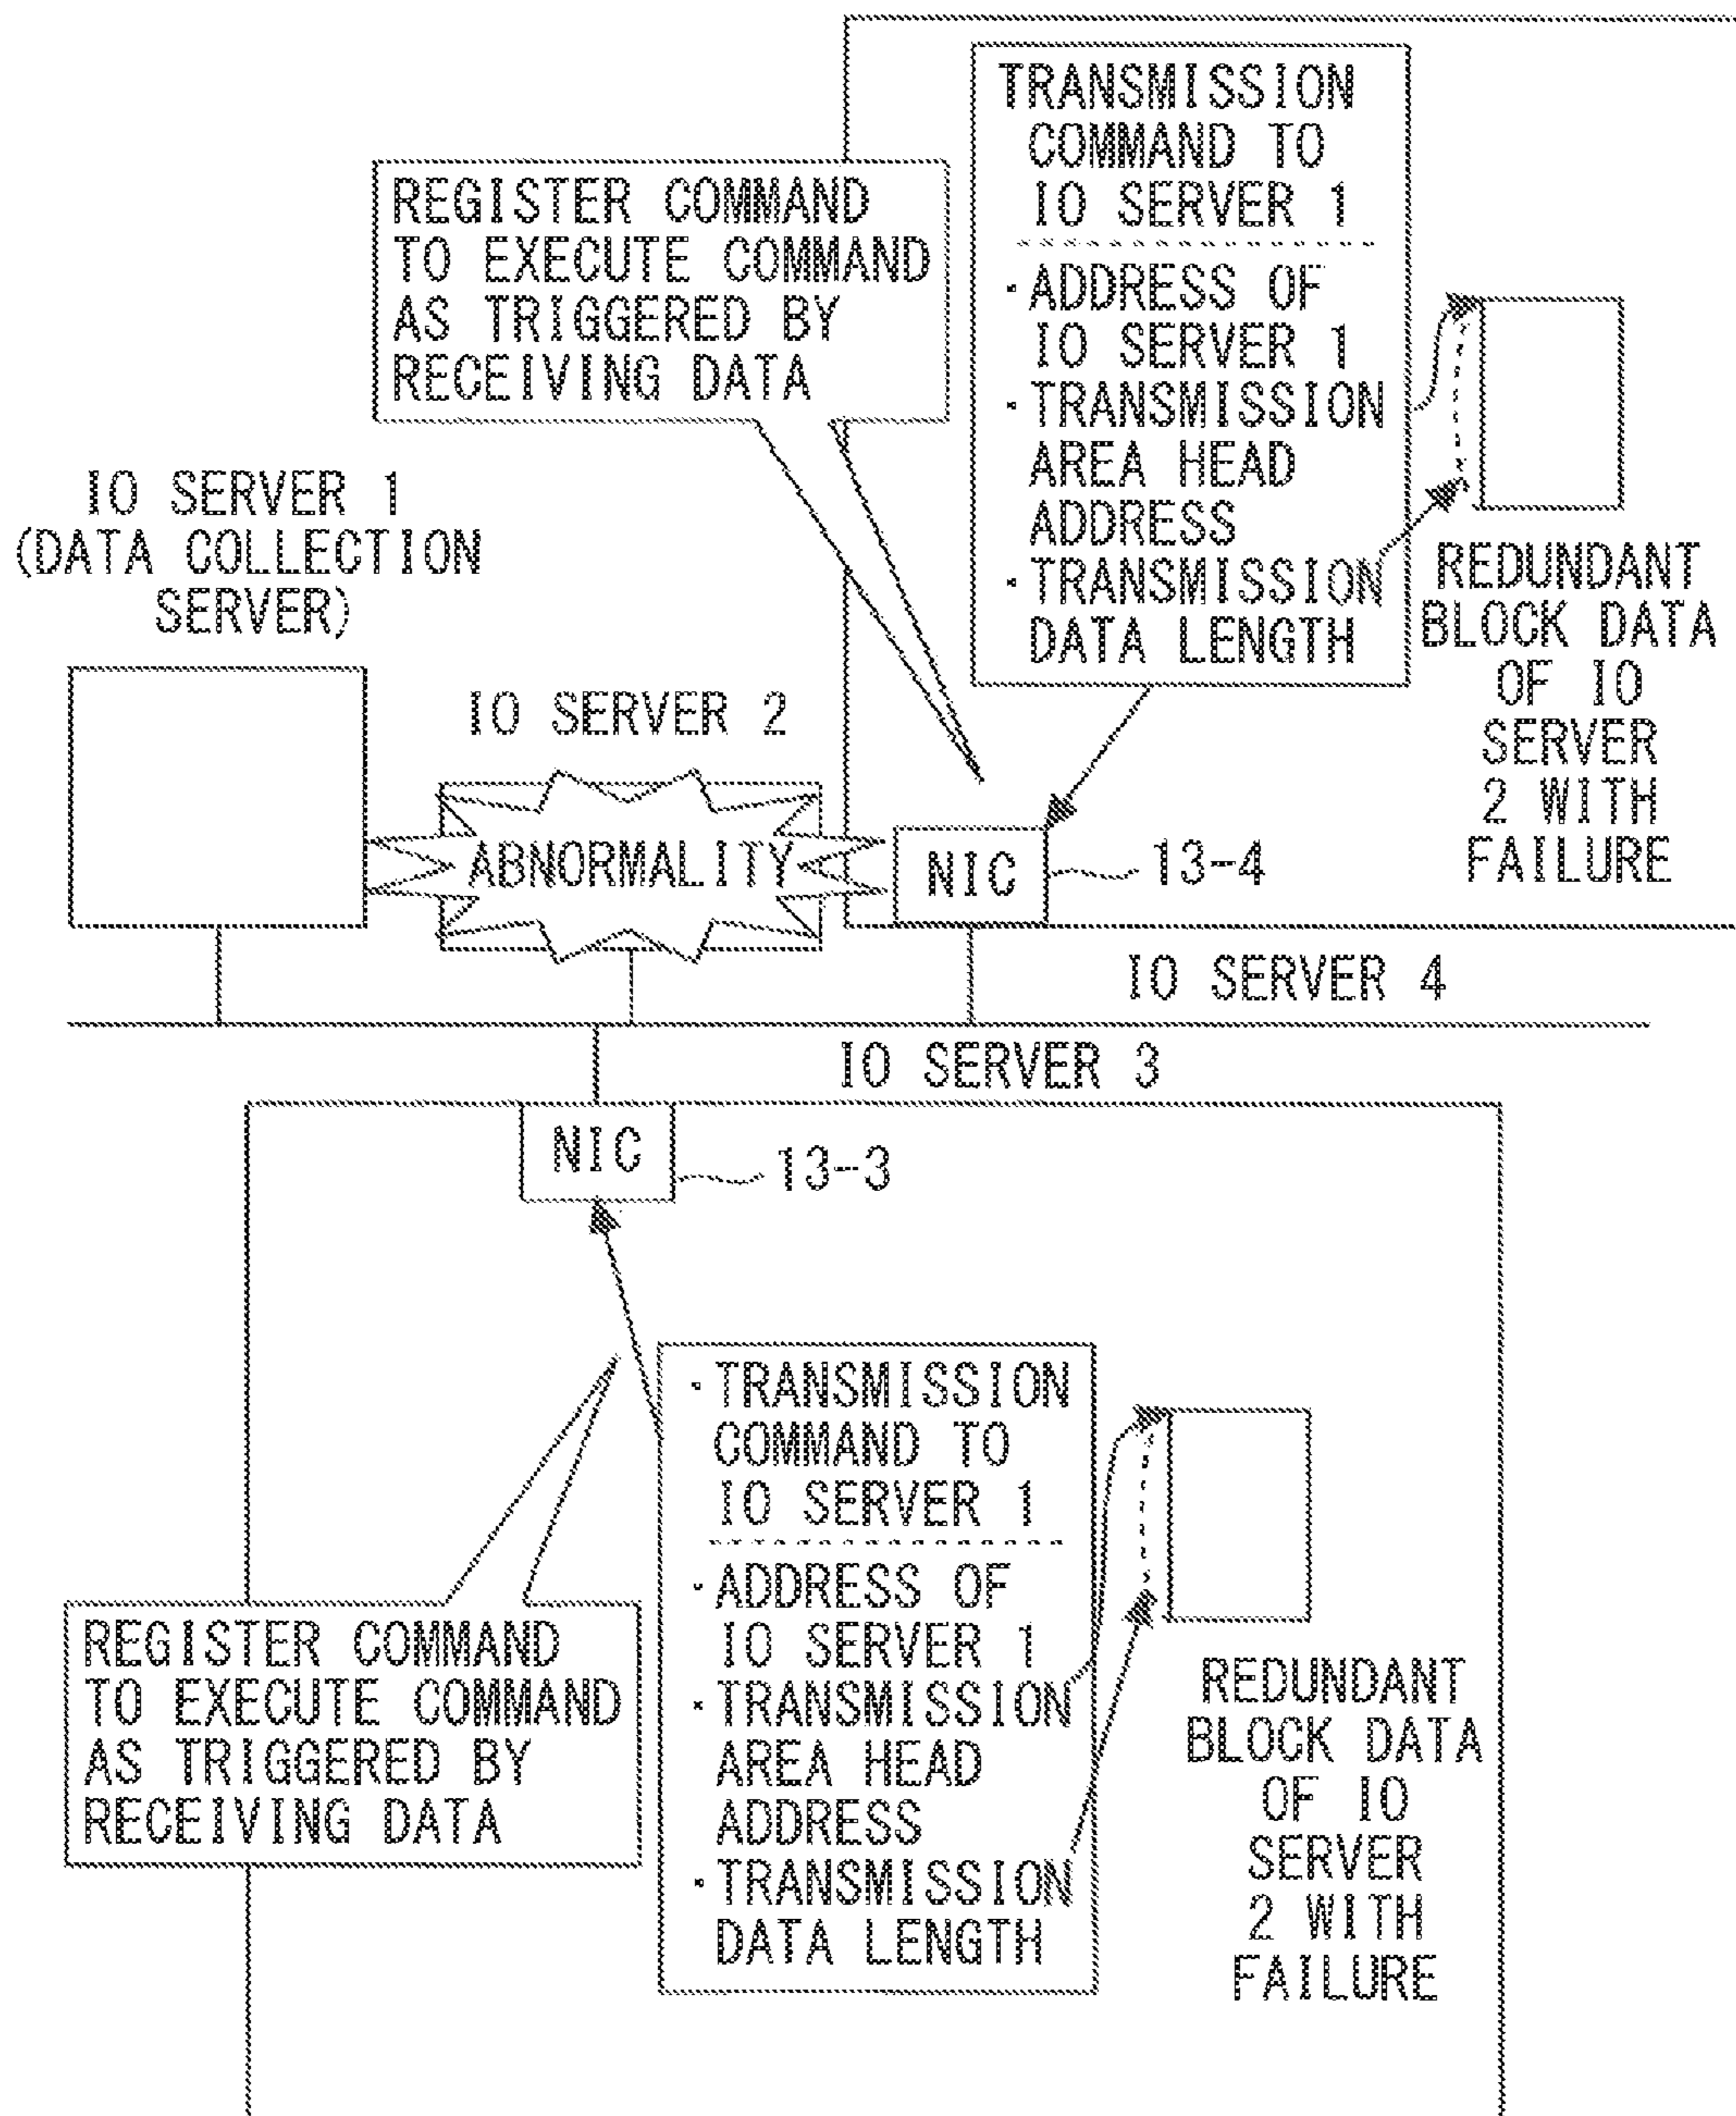 TRANSMISSION
COMMAND TO
IO SERVER 1
・ADDRESS OF
IO SERVER 1
・TRANSMISSION
AREA HEAD
ADDRESS
・TRANSMISSION
DATA LENGTH
REGISTER COMMAND
TO EXECUTE COMMAND
AS TRIGGERED BY
RECEIVING DATA
REDUNDANT
BLOCK DATA
OF IO
SERVER
2 WITH
FAILURE
IO SERVER 1
(DATA COLLECTION
SERVER)
IO SERVER 2
ABNORMALITY
NIC
13-4
IO SERVER 4
IO SERVER 3
NIC
13-3
・TRANSMISSION
COMMAND TO
IO SERVER 1
・ADDRESS OF
IO SERVER 1
・TRANSMISSION
AREA HEAD
ADDRESS
・TRANSMISSION
DATA LENGTH
REGISTER COMMAND
TO EXECUTE COMMAND
AS TRIGGERED BY
RECEIVING DATA
REDUNDANT
BLOCK DATA
OF IO
SERVER
2 WITH
FAILURE